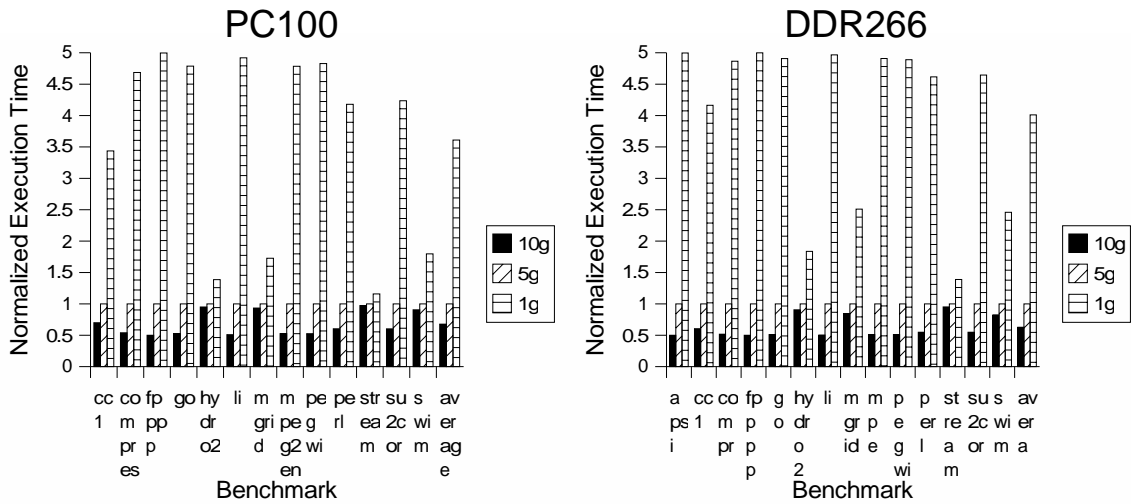 PC100
Normalized Execution Time
5
4.5
4
3.5
3
2.5
2
1.5
1
0.5
0
cc
1
co
m
pr
es
fp
pp
p
go
hy
dr
o2
li
m
gri
d
m
peg
2en
pe
g
wi
pe
rl
str
ea
m
su
2c
or
s
wi
m
av
er
ag
e
Benchmark
10g
5g
1g
DDR266
Normalized Execution Time
5
4.5
4
3.5
3
2.5
2
1.5
1
0.5
0
a
ps
i
cc
1
co
m
pr
fp
p
p
g
o
hy
dr
o
2
li
m
gr
id
m
p
e
p
e
g
wi
p
er
l
st
re
a
m
su
2c
or
s
wi
m
av
er
a
Benchmark
10g
5g
1g